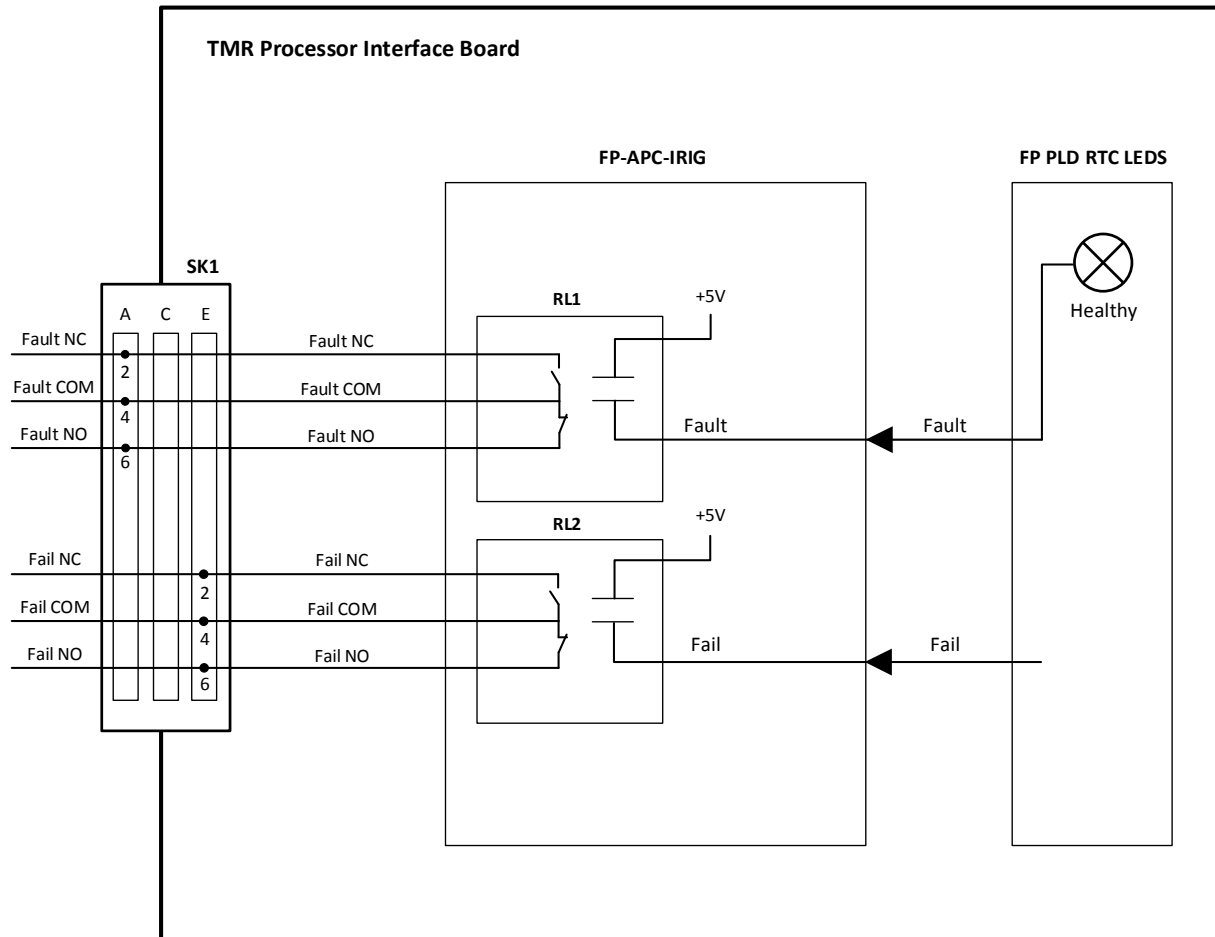 TMR Processor Interface Board
FP-APC-IRIG
FP PLD RTC LEDS
SK1
A C E
RL1
+5V
Healthy
Fault NC
Fault NC
2
Fault COM
Fault COM
4
Fault
Fault
Fault NO
Fault NO
6
RL2
+5V
Fail NC
Fail NC
2
Fail COM
Fail COM
4
Fail
Fail
Fail NO
Fail NO
6